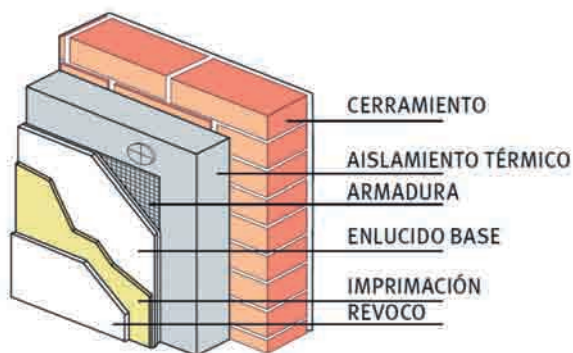 CERRAMIENTO
AISLAMIENTO TÉRMICO
ARMADURA
ENLUCIDO BASE
IMPRIMACIÓN
REVOCO